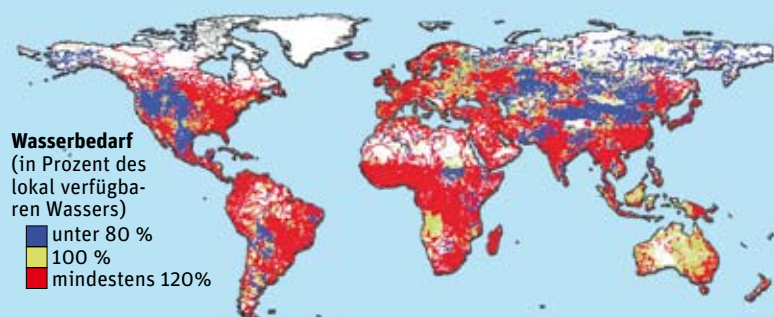 Wasserbedarf
(in Prozent des
lokal verfügba-
ren Wassers)
unter 80 %
100 %
mindestens 120%